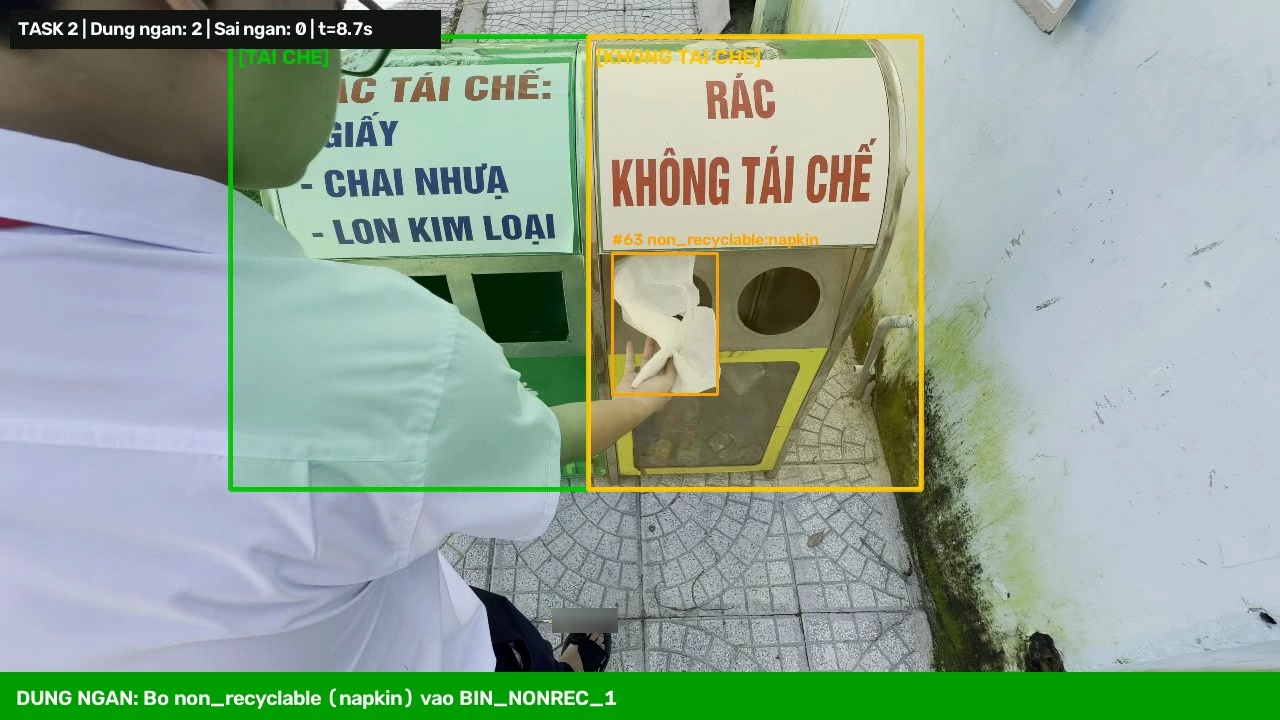 TASK 2 | Dung ngan: 2 | Sai ngan: 0 | t=8.7s
[TAI CHE]
[KHONG TAI CHE]
ÁC TÁI CHẾ:
GIẤY
- CHAI NHỰA
- LON KIM LOẠI
RÁC
KHÔNG TÁI CHẾ
#63 non_recyclable:napkin
DUNG NGAN: Bo non_recyclable (napkin) vao BIN_NONREC_1